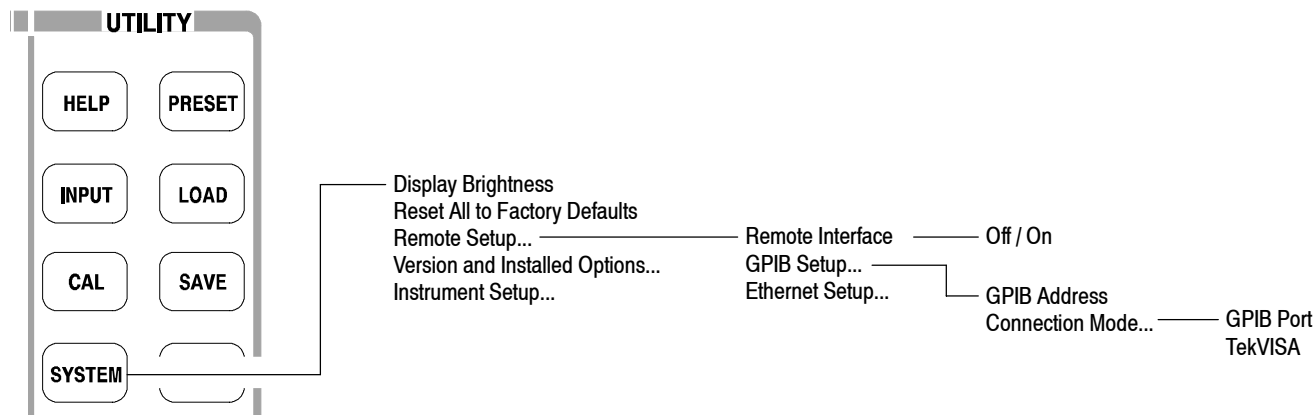 UTILITY
HELP
PRESET
INPUT
LOAD
CAL
SAVE
SYSTEM
Display Brightness
Reset All to Factory Defaults
Remote Setup...
Version and Installed Options...
Instrument Setup...
Remote Interface
GPIB Setup...
Ethernet Setup...
Off / On
GPIB Address
Connection Mode...
GPIB Port
TekVISA